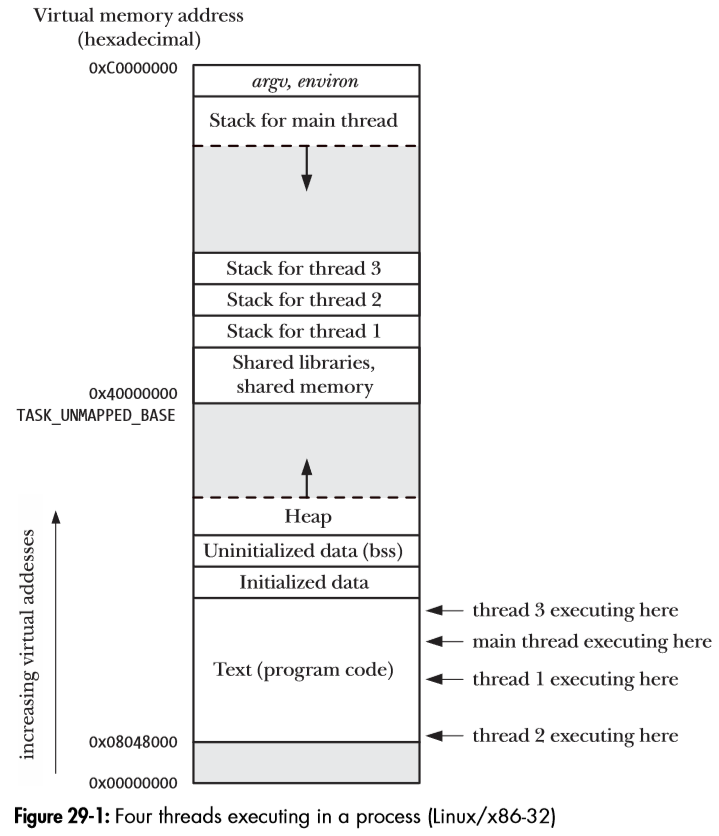 Virtual memory address
(hexadecimal)
0xC0000000
argv, environ
Stack for main thread
Stack for thread 3
Stack for thread 2
Stack for thread 1
Shared libraries,
shared memory
0x40000000
TASK_UNMAPPED_BASE
Heap
Uninitialized data (bss)
Initialized data
thread 3 executing here
main thread executing here
Text (program code)
thread 1 executing here
thread 2 executing here
increasing virtual addesses
0x08048000
0x00000000
Figure 29-1: Four threads executing in a process (Linux/x86-32)